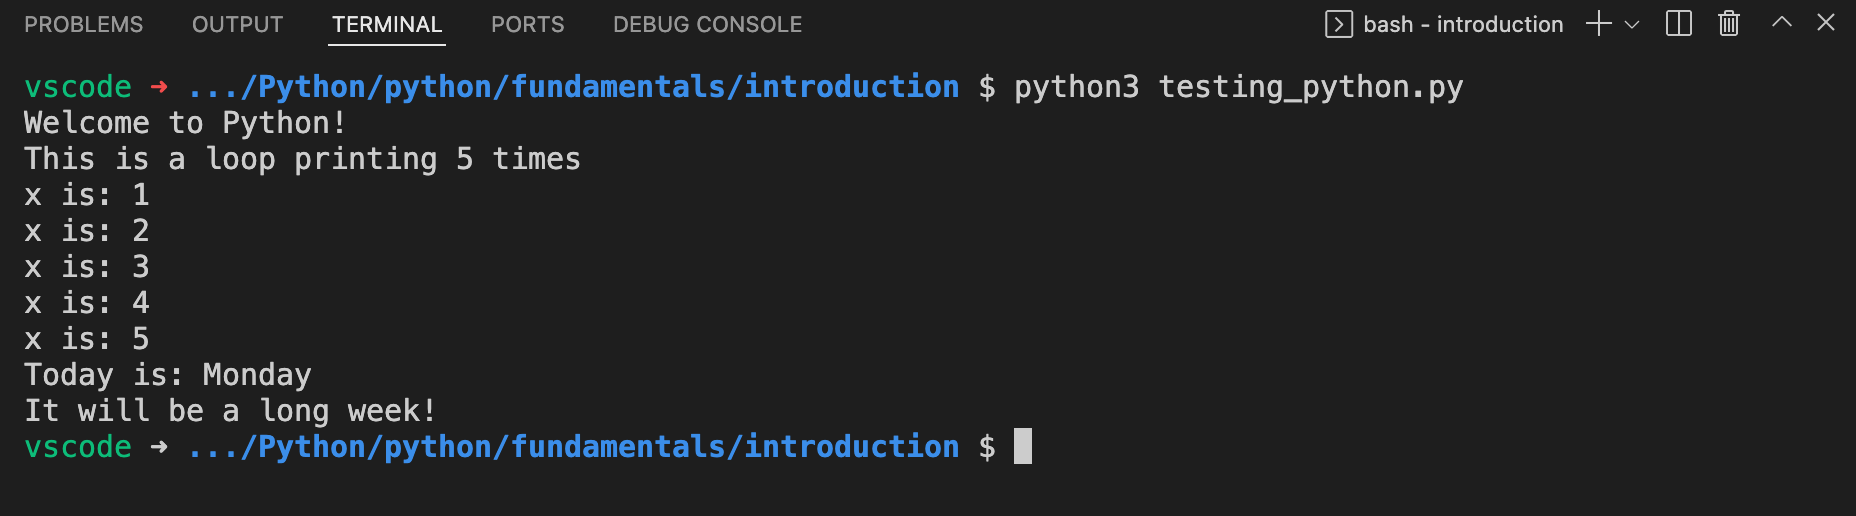 PROBLEMS OUTPUT TERMINAL PORTS DEBUG CONSOLE bash - introduction
vscode ➜ .../Python/python/fundamentals/introduction $ python3 testing_python.py
Welcome to Python!
This is a loop printing 5 times
x is: 1
x is: 2
x is: 3
x is: 4
x is: 5
Today is: Monday
It will be a long week!
vscode ➜ .../Python/python/fundamentals/introduction $